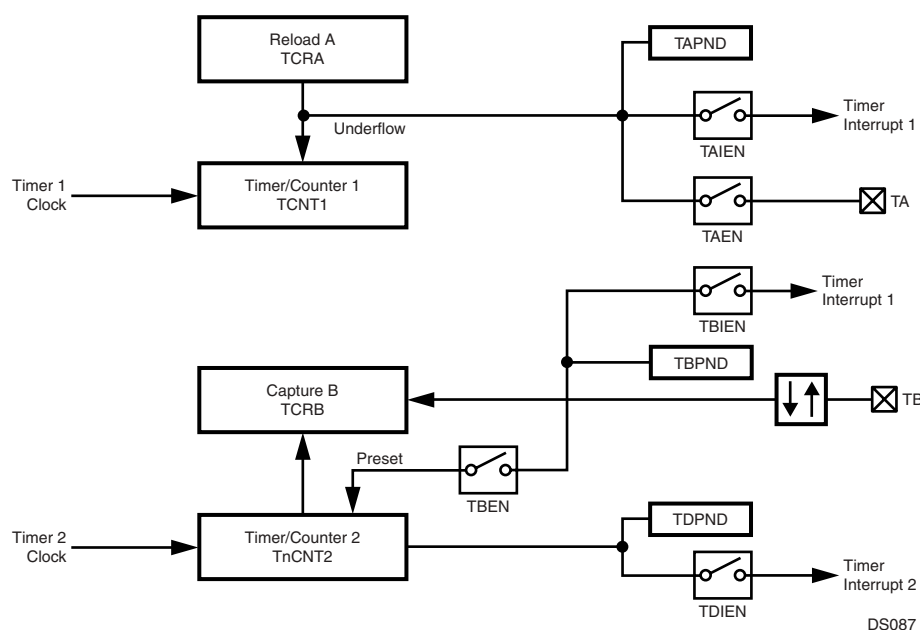 Reload A
TCRA
TAPND
Underflow
Timer
Interrupt 1
TAIEN
Timer 1
Clock
Timer/Counter 1
TCNT1
TA
TAEN
Timer
Interrupt 1
TBIEN
TBPND
Capture B
TCRB
TB
Preset
TBEN
TDPND
Timer 2
Clock
Timer/Counter 2
TnCNT2
Timer
Interrupt 2
TDIEN
DS087